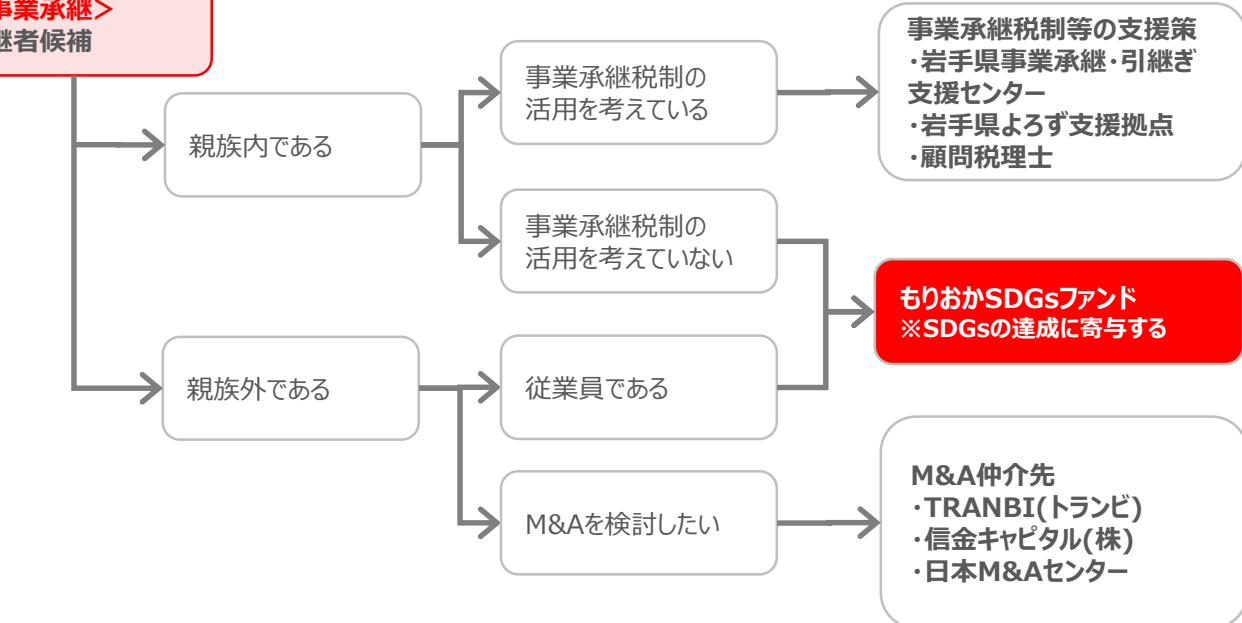 事業承継>
継者候補
親族内である
事業承継税制の
活用を考えている
事業承継税制等の支援策
・岩手県事業承継・引継ぎ
支援センター
・岩手県よろず支援拠点
・顧問税理士
事業承継税制の
活用を考えていない
もりおかSDGsファンド
※SDGsの達成に寄与する
親族外である
従業員である
M&Aを検討したい
M&A仲介先
・TRANBI(トランビ)
・信金キャピタル(株)
・日本M&Aセンター